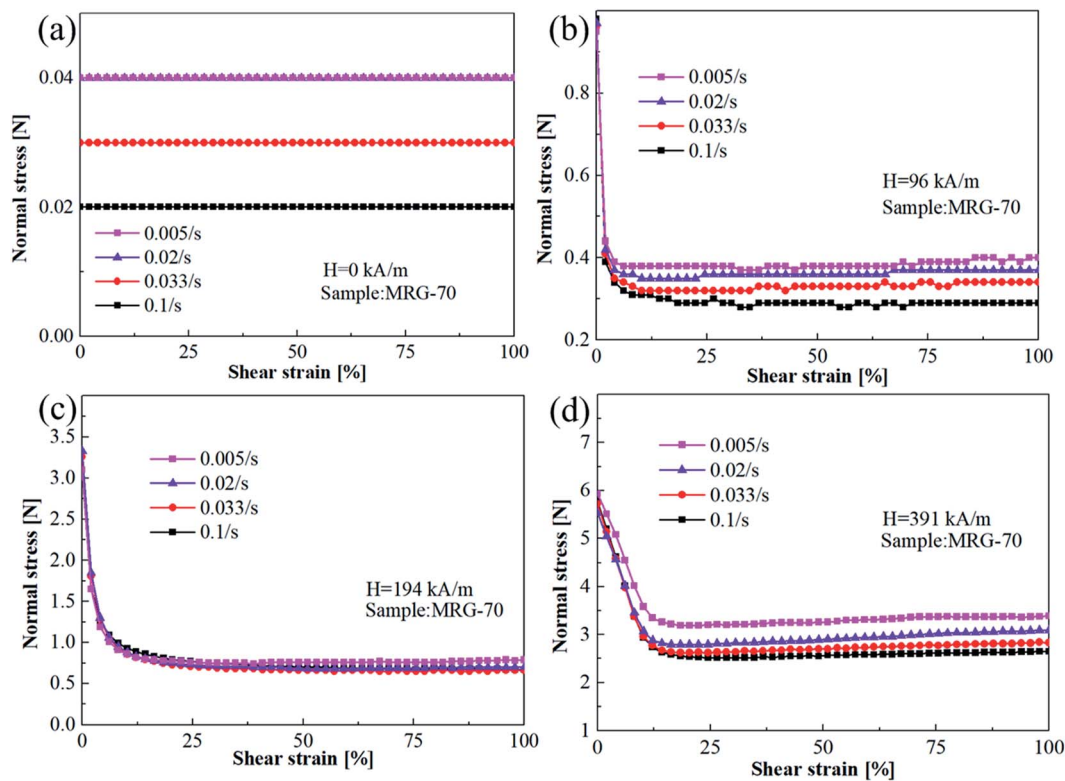 (a)
Normal stress [N]
0.04
0.02
0.00
0.005/s
0.02/s
0.033/s
0.1/s
H=0 kA/m
Sample:MRG-70
0 25 50 75 100
Shear strain [%]
(b)
Normal stress [N]
0.8
0.6
0.4
0.2
0.005/s
0.02/s
0.033/s
0.1/s
H=96 kA/m
Sample:MRG-70
0 25 50 75 100
Shear strain [%]
(c)
Normal stress [N]
3.5
3.0
2.5
2.0
1.5
1.0
0.5
0.0
0.005/s
0.02/s
0.033/s
0.1/s
H=194 kA/m
Sample:MRG-70
0 25 50 75 100
Shear strain [%]
(d)
Normal stress [N]
7
6
5
4
3
2
1
0.005/s
0.02/s
0.033/s
0.1/s
H=391 kA/m
Sample:MRG-70
0 25 50 75 100
Shear strain [%]